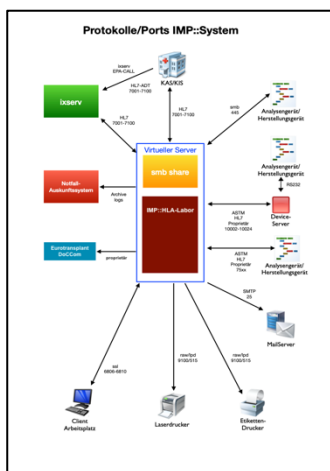 Protokolle/Ports IMP::System
ixserv
EPA-CALL
KAS/KIS
HL7-ADT
7001-7100
ixserv
HL7
7001-7100
HL7
7001-7100
smb
445
Analysengerät/
Herstellungsgerät
Virtueller Server
smb share
Analysengerät/
Herstellungsgerät
RS232
Notfall-
Auskunftssystem
Archive
logs
IMP::HLA-Labor
ASTM
HL7
Proprietär
10002-10024
Device-
Server
Eurotransplant
DoCCom
proprietär
ASTM
HL7
Proprietär
75xx
Analysengerät/
Herstellungsgerät
SMTP
25
MailServer
raw/lpd
9100/515
raw/lpd
9100/515
ssl
6808/6810
Client
Arbeitsplatz
Laserdrucker
Etiketten-
Drucker